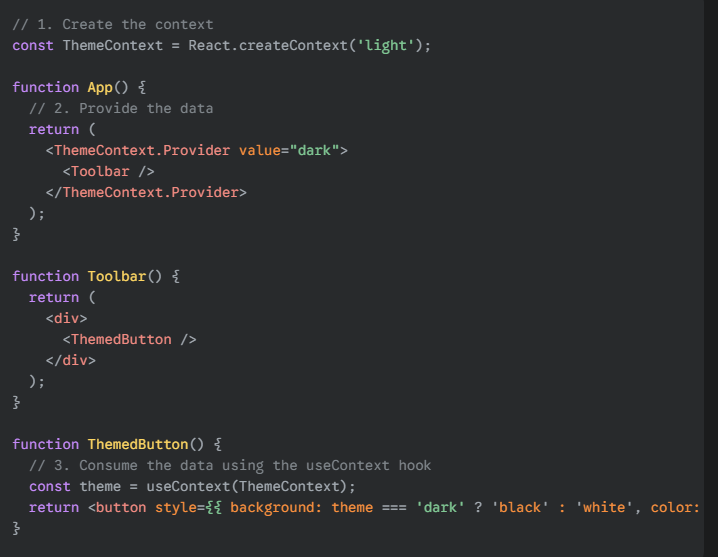 // 1. Create the context
const ThemeContext = React.createContext('light');

function App() {
  // 2. Provide the data
  return (
    <ThemeContext.Provider value="dark">
      <Toolbar />
    </ThemeContext.Provider>
  );
}

function Toolbar() {
  return (
    <div>
      <ThemedButton />
    </div>
  );
}

function ThemedButton() {
  // 3. Consume the data using the useContext hook
  const theme = useContext(ThemeContext);
  return <button style={{ background: theme === 'dark' ? 'black' : 'white', color:
}